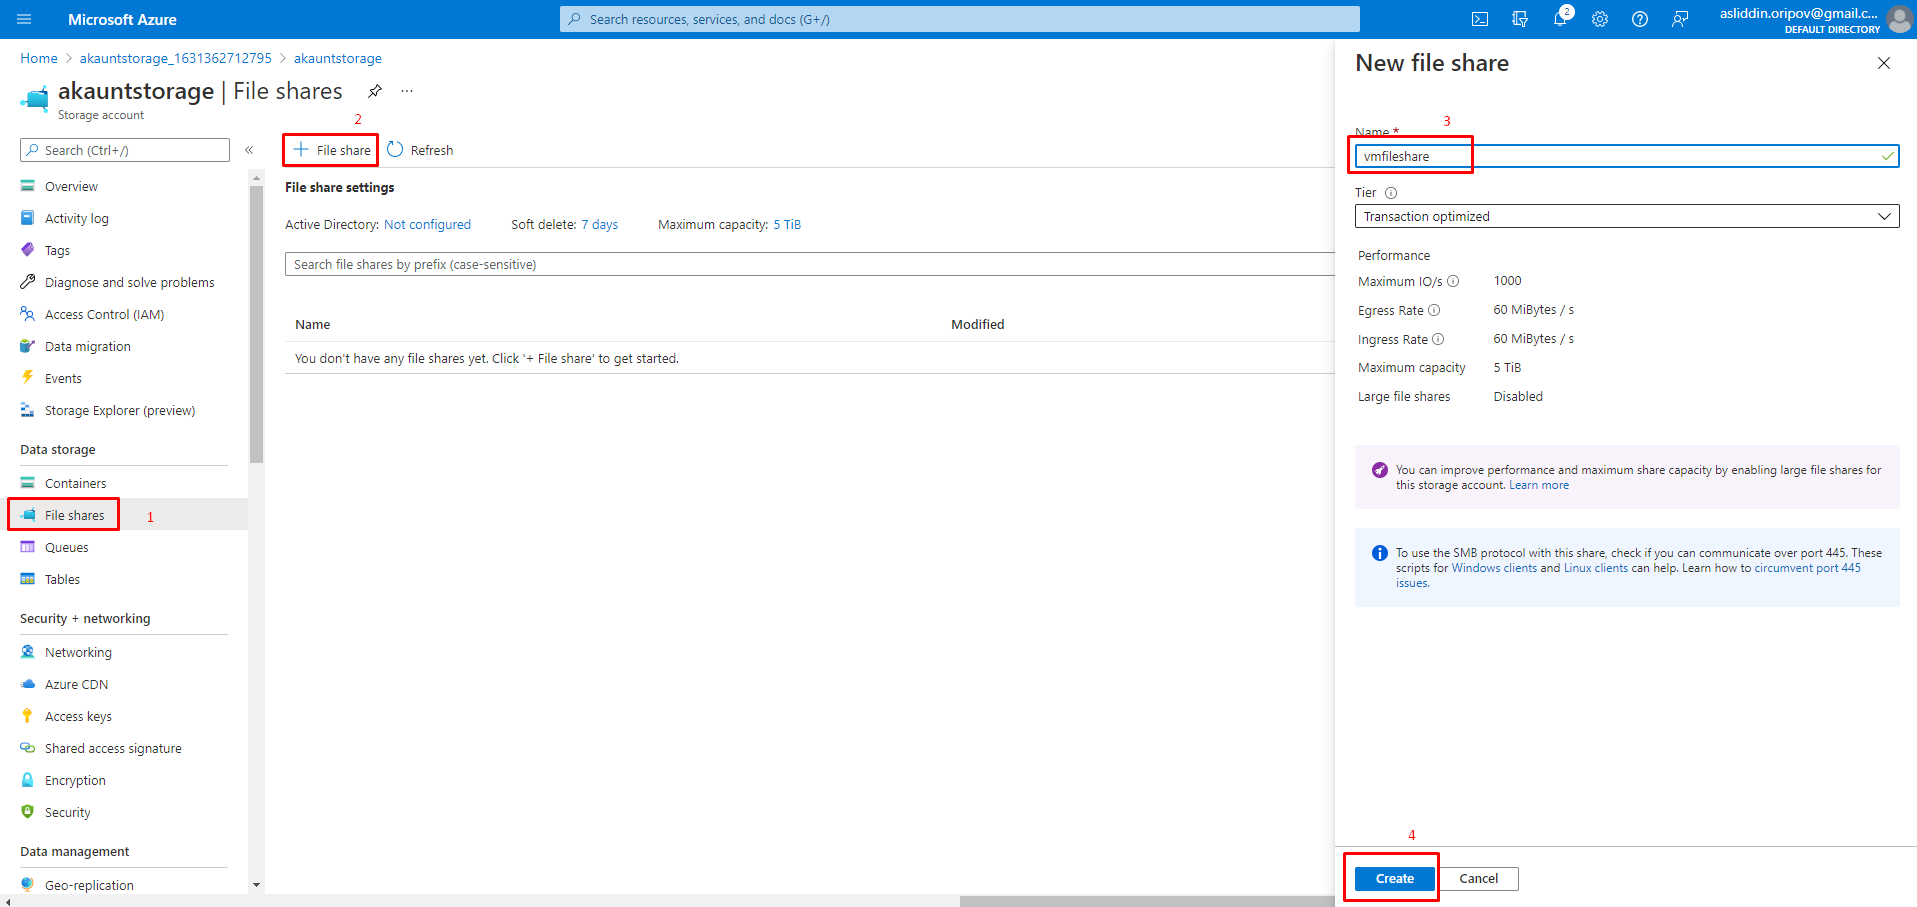 Microsoft Azure
Search resources, services, and docs (G+/)
2
asliddin.oripov@gmail.c...
DEFAULT DIRECTORY
Home > akauntstorage_1631362712795 > akauntstorage
akauntstorage | File shares
...
Storage account
Search (Ctrl+/)
«
Overview
Activity log
Tags
Diagnose and solve problems
Access Control (IAM)
Data migration
Events
Storage Explorer (preview)
Data storage
Containers
File shares
1
Queues
Tables
Security + networking
Networking
Azure CDN
Access keys
Shared access signature
Encryption
Security
Data management
Geo-replication
2
File share
Refresh
File share settings
Active Directory: Not configured
Soft delete: 7 days
Maximum capacity: 5 TiB
Search file shares by prefix (case-sensitive)
Name
Modified
You don't have any file shares yet. Click '+ File share' to get started.
New file share
3
Name *
vmfileshare
Tier
Transaction optimized
Performance
Maximum IO/s 1000
Egress Rate 60 MiBytes / s
Ingress Rate 60 MiBytes / s
Maximum capacity 5 TiB
Large file shares Disabled
You can improve performance and maximum share capacity by enabling large file shares for
this storage account. Learn more
To use the SMB protocol with this share, check if you can communicate over port 445. These
scripts for Windows clients and Linux clients can help. Learn how to circumvent port 445
issues.
4
Create
Cancel